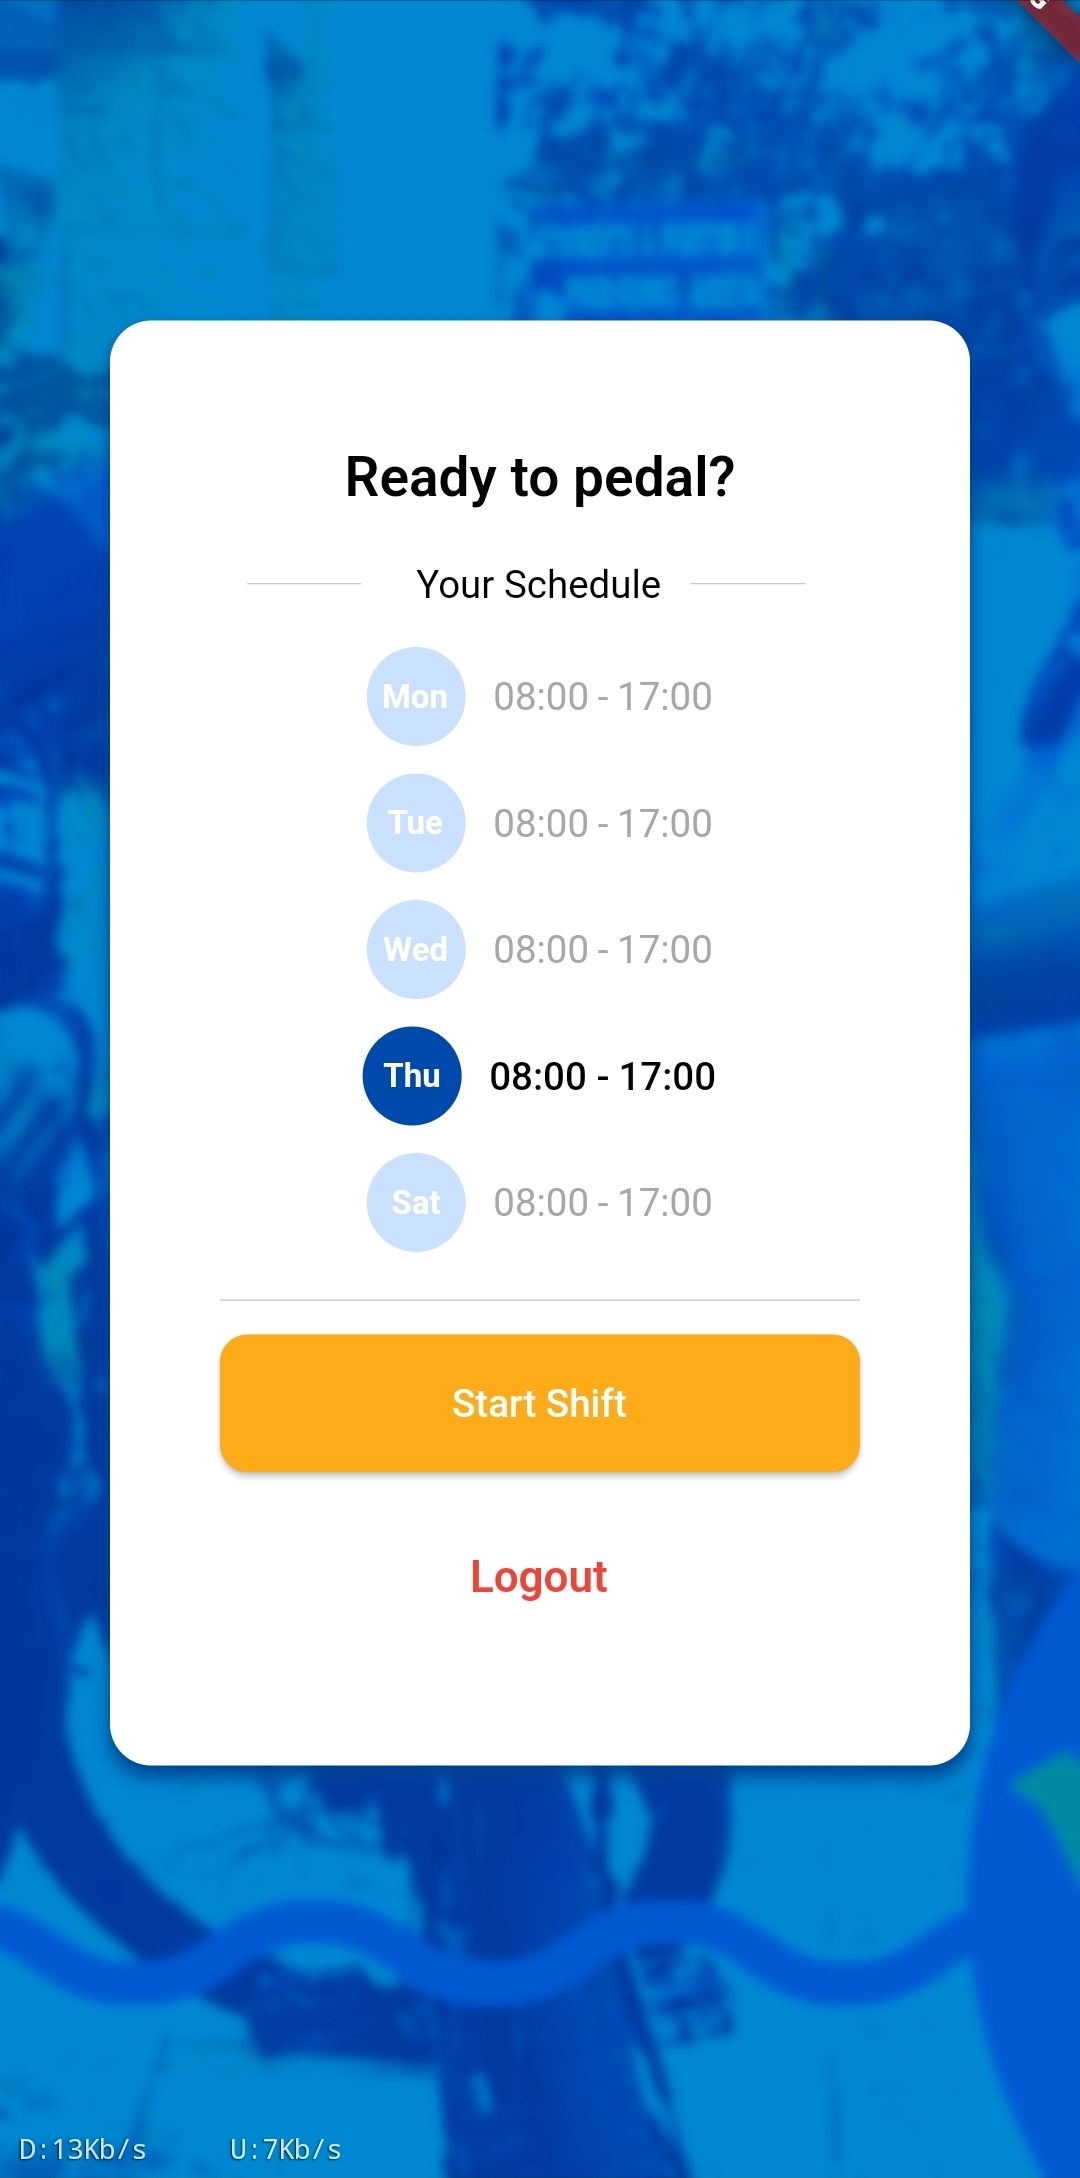 Ready to pedal?
Your Schedule
Mon 08:00 - 17:00
Tue 08:00 - 17:00
Wed 08:00 - 17:00
Thu 08:00 - 17:00
Sat 08:00 - 17:00
Start Shift
Logout
D:13Kb/s U:7Kb/s